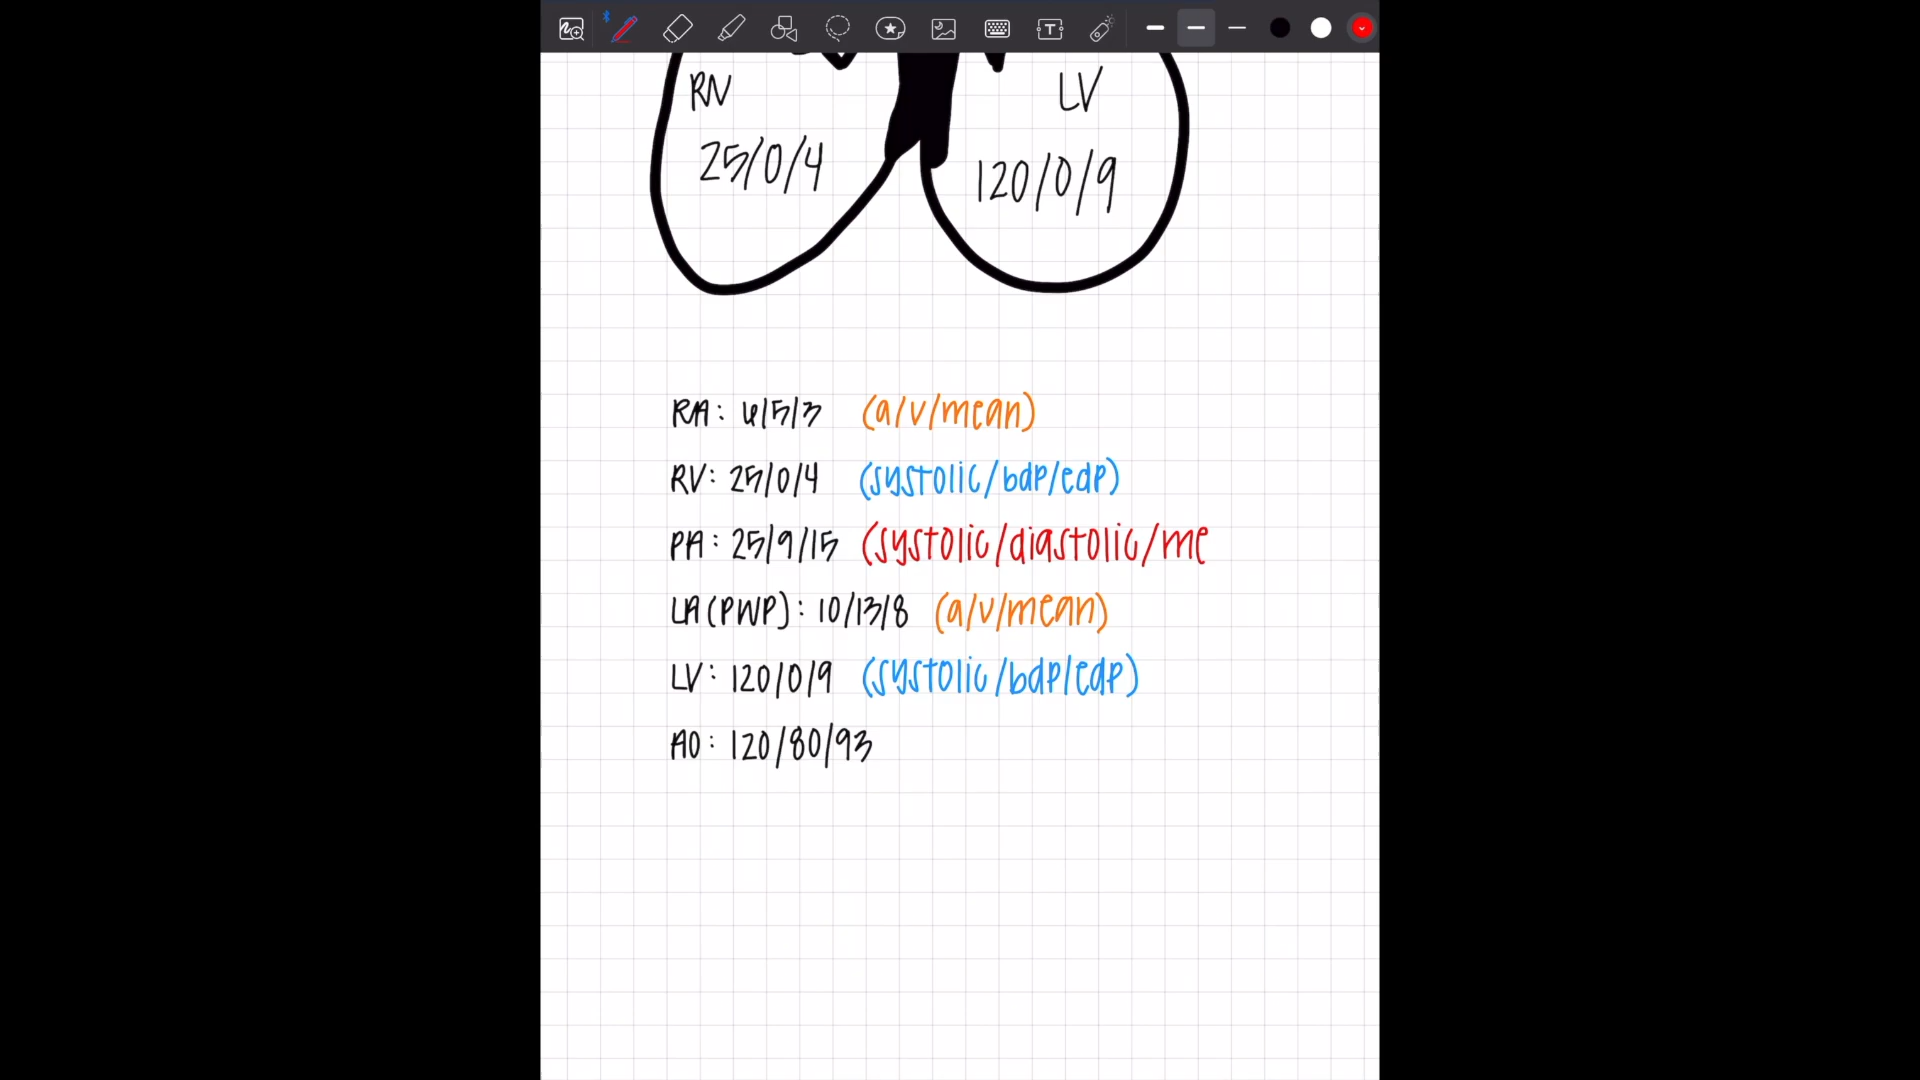 RV
LV
25/0/4
120/0/9
RA: 6/5/3 (a/v/mean)
RV: 25/0/4 (systolic/bdp/edp)
PA: 25/9/15 (systolic/diastolic/me
LA(PWP): 10/13/8 (a/v/mean)
LV: 120/0/9 (systolic/bdp/edp)
AO: 120/80/93